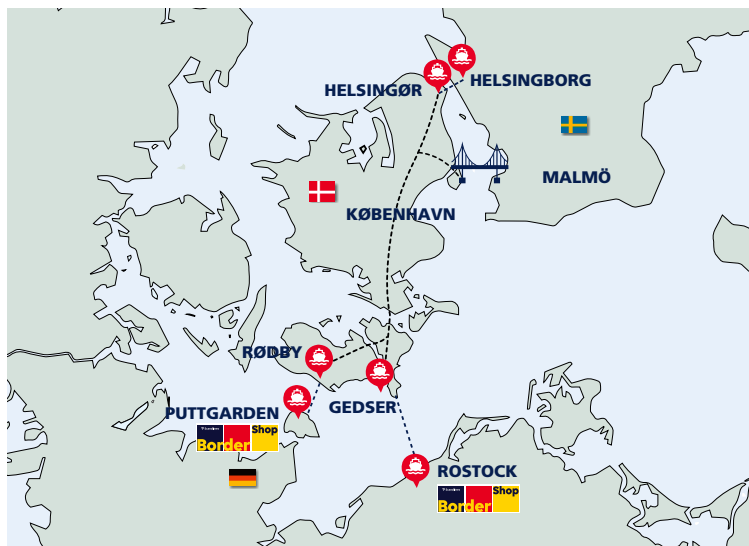 HELSINGØR
HELSINGBORG
MALMÖ
KØBENHAVN
RØDBY
GEDSER
PUTTGARDEN
Shop
Border
ROSTOCK
Shop
Border